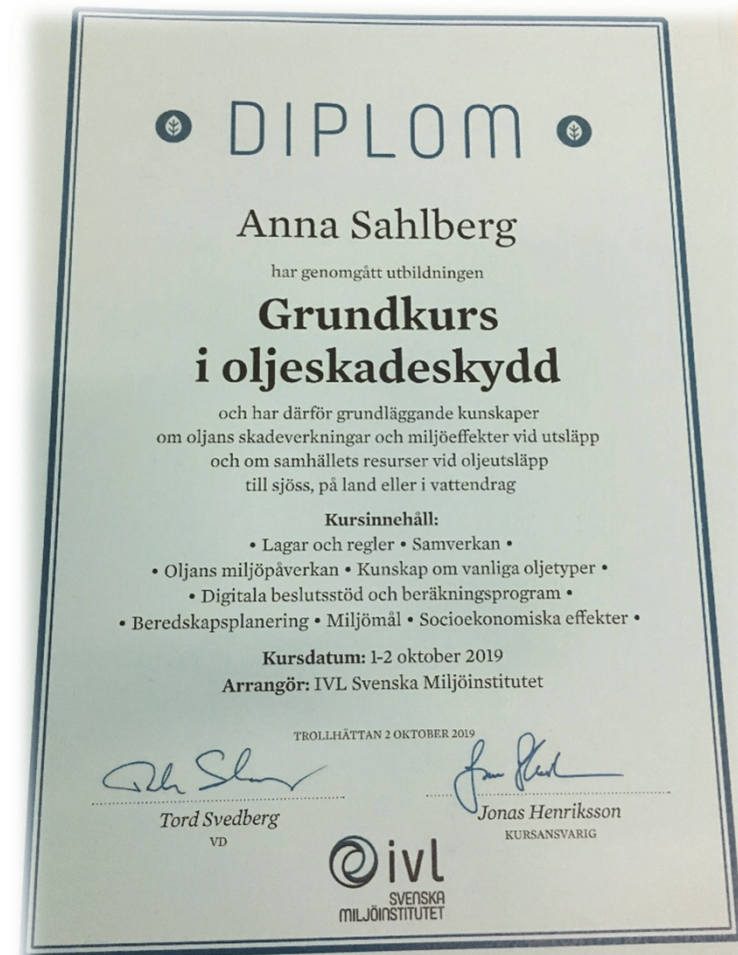 DIPLOM
Anna Sahlberg
har genomgått utbildningen
Grundkurs
i oljeskadeskydd
och har därför grundläggande kunskaper
om oljans skadeverkningar och miljöeffekter vid utsläpp
och om samhällets resurser vid oljeutsläpp
till sjöss, på land eller i vattendrag
Kursinnehåll:
• Lagar och regler • Samverkan •
• Oljans miljöpåverkan • Kunskap om vanliga oljetyper •
• Digitala beslutsstöd och beräkningsprogram •
• Beredskapsplanering • Miljömål • Socioekonomiska effekter •
Kursdatum: 1-2 oktober 2019
Arrangör: IVL Svenska Miljöinstitutet
TROLLHÄTTAN 2 OKTOBER 2019
Tord Svedberg
VD
Jonas Henriksson
KURSANSVARIG
ivl
SVENSKA
MILJÖINSTITUTET